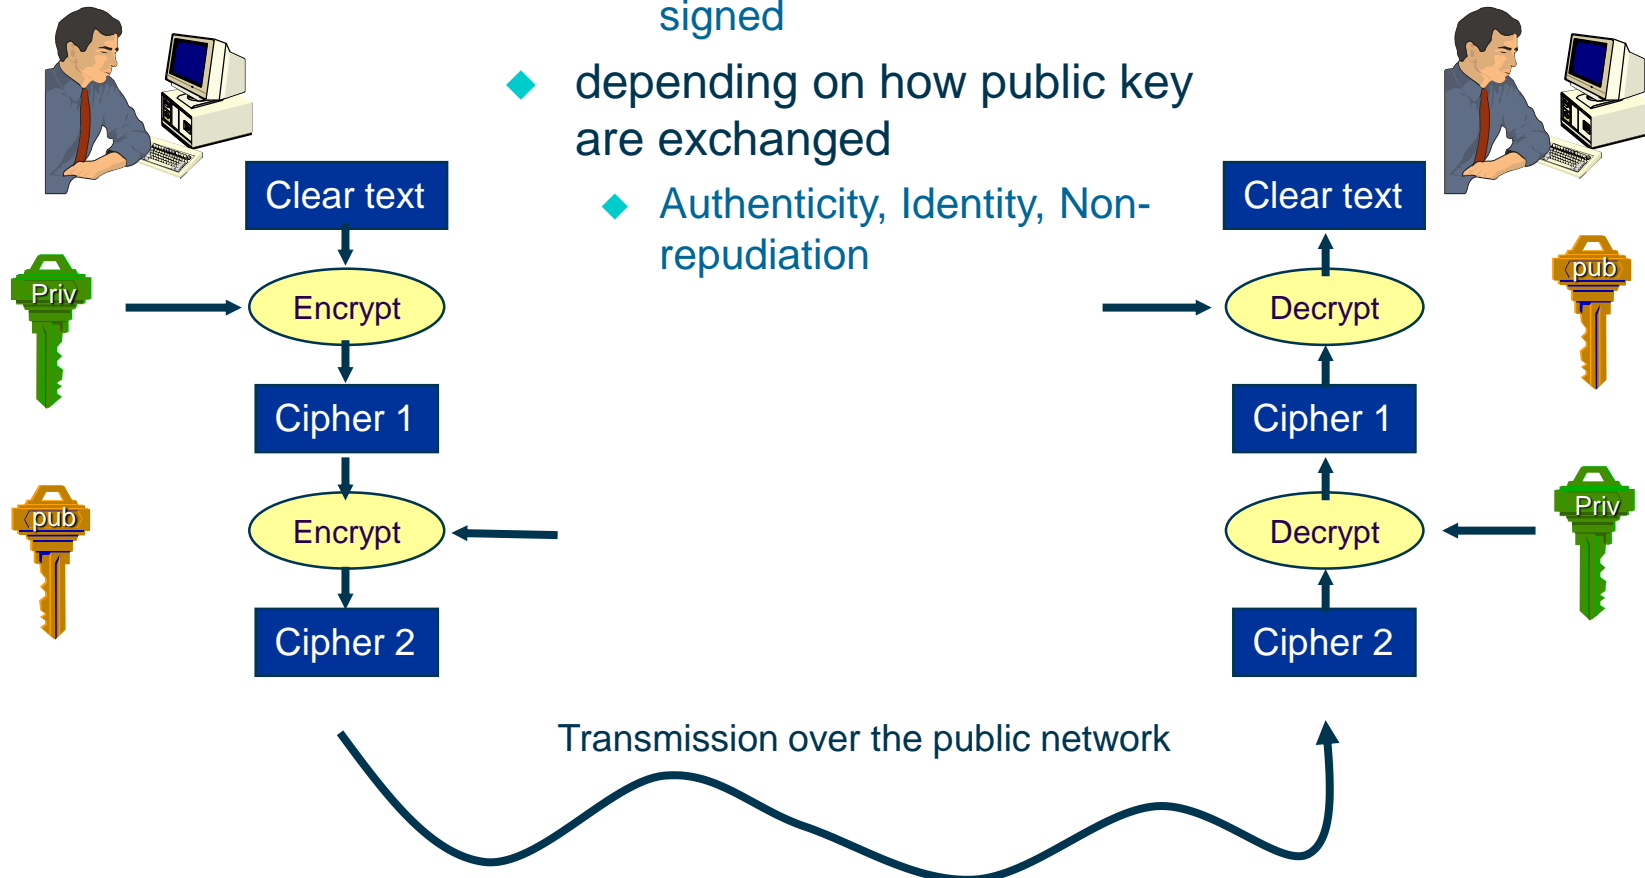 signed
depending on how public key
are exchanged
Authenticity, Identity, Non-
repudiation
Clear text
Priv
Encrypt
Cipher 1
pub
Encrypt
Cipher 2
Clear text
pub
Decrypt
Cipher 1
Priv
Decrypt
Cipher 2
Transmission over the public network